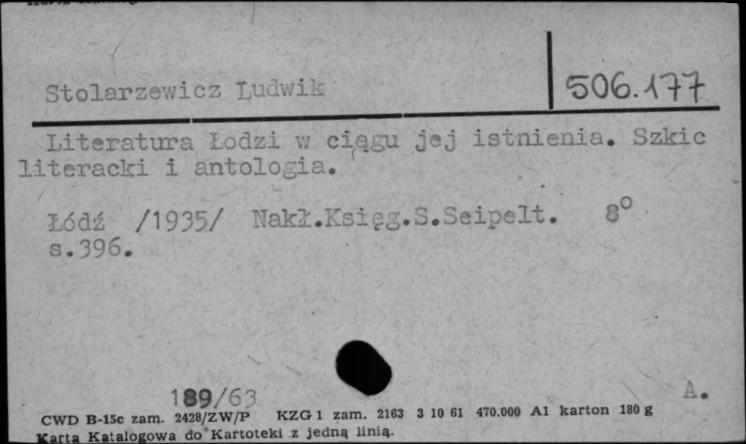 Stolarzewicz Ludwik
506.177
Literatura Łodzi w ciągu jej istnienia. Szkic
literacki i antologia.
Łódź /1935/ Nakł.Księg.S.Seipelt. 8°
s.396.
189/63
A.
CWD B-15c zam. 2428/ZW/P KZG 1 zam. 2163 3 10 61 470.000 A1 karton 180 g
Karta Katalogowa do Kartoteki z jedną linią.